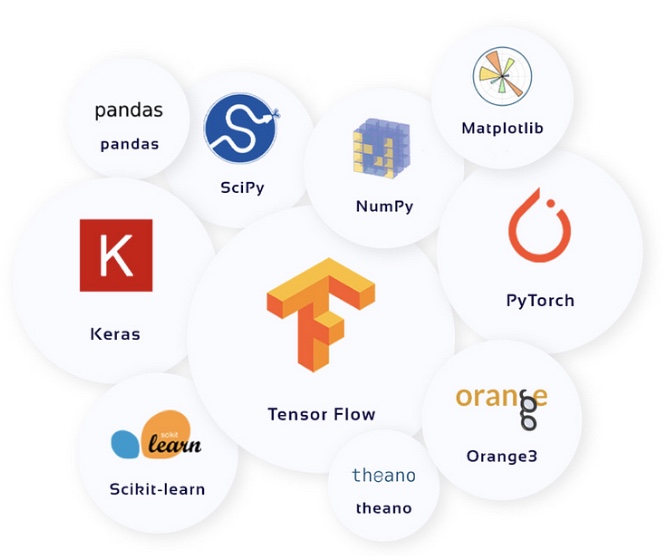 Matplotlib
pandas
pandas
SciPy
NumPy
K
Keras
PyTorch
Tensor Flow
orange
Orange3
scikit
learn
Scikit-learn
theano
theano